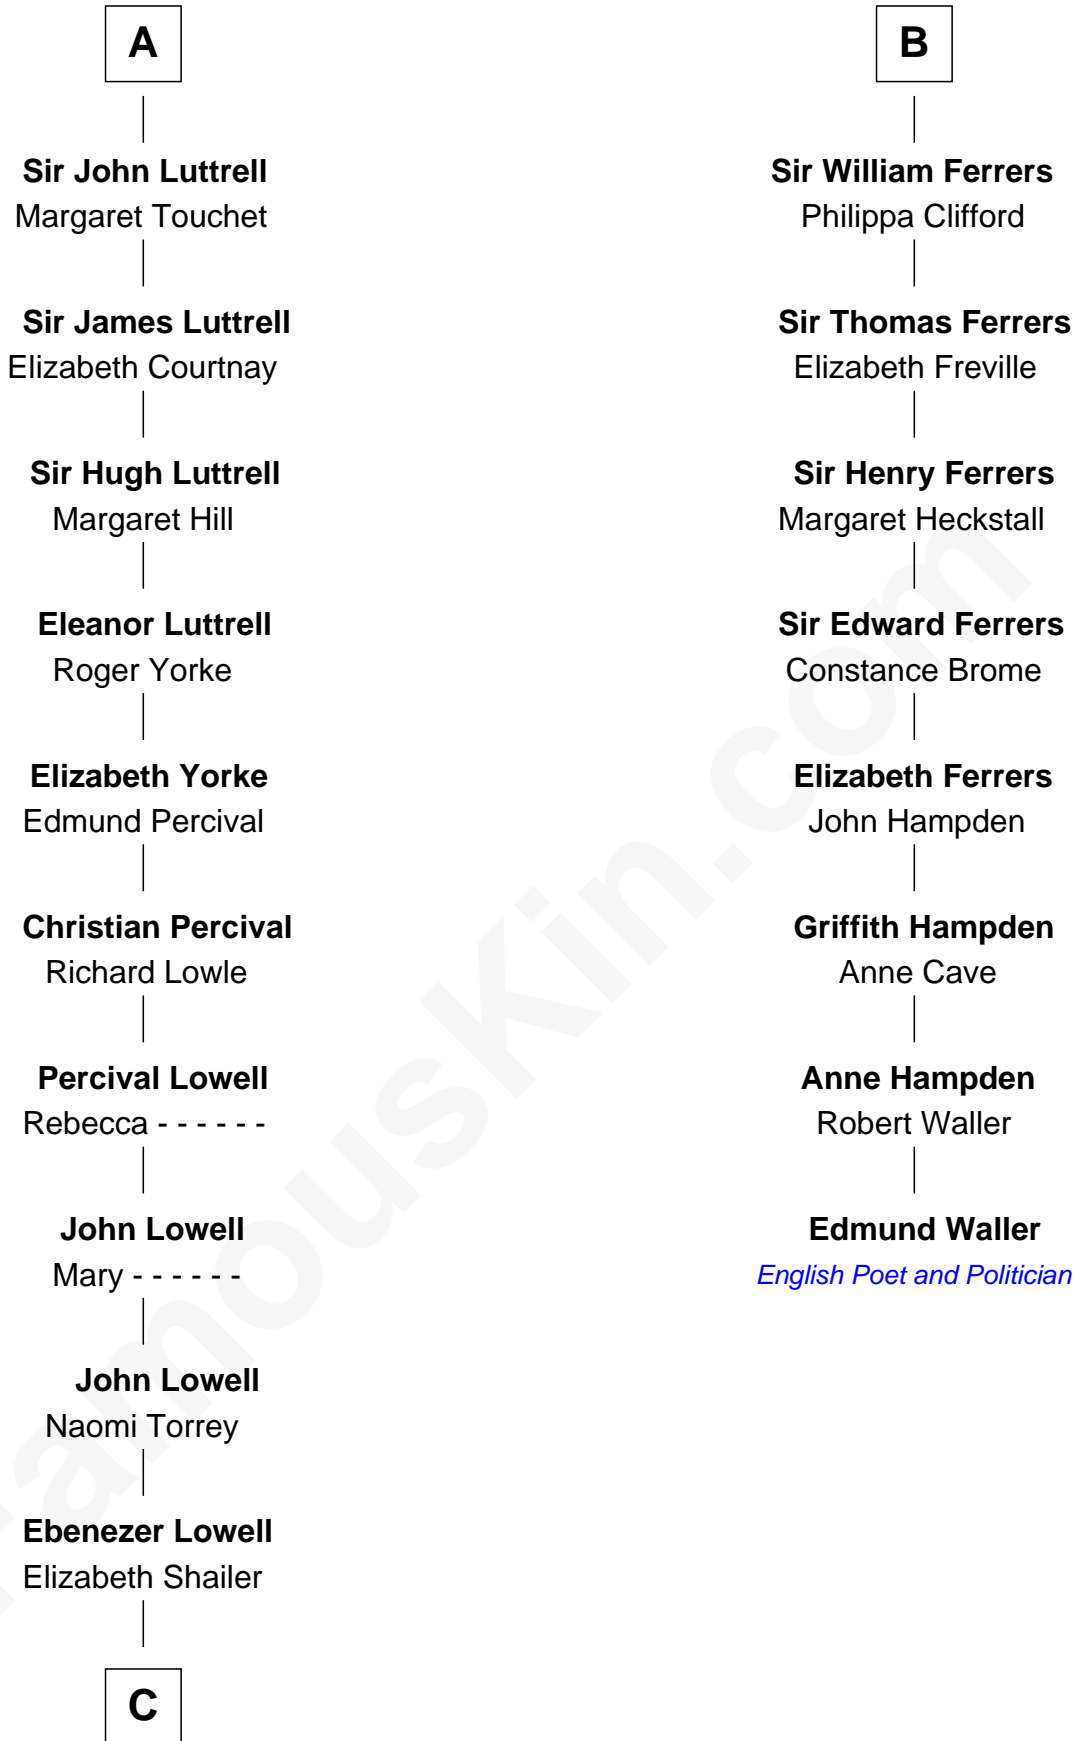 A
Sir John Luttrell
Margaret Touchet
Sir James Luttrell
Elizabeth Courtnay
Sir Hugh Luttrell
Margaret Hill
Eleanor Luttrell
Roger Yorke
Elizabeth Yorke
Edmund Percival
Christian Percival
Richard Lowle
Percival Lowell
Rebecca - - - - - -
John Lowell
Mary - - - - - -
John Lowell
Naomi Torrey
Ebenezer Lowell
Elizabeth Shailer
C
B
Sir William Ferrers
Philippa Clifford
Sir Thomas Ferrers
Elizabeth Freville
Sir Henry Ferrers
Margaret Heckstall
Sir Edward Ferrers
Constance Brome
Elizabeth Ferrers
John Hampden
Griffith Hampden
Anne Cave
Anne Hampden
Robert Waller
Edmund Waller
English Poet and Politician
FamousKin.com